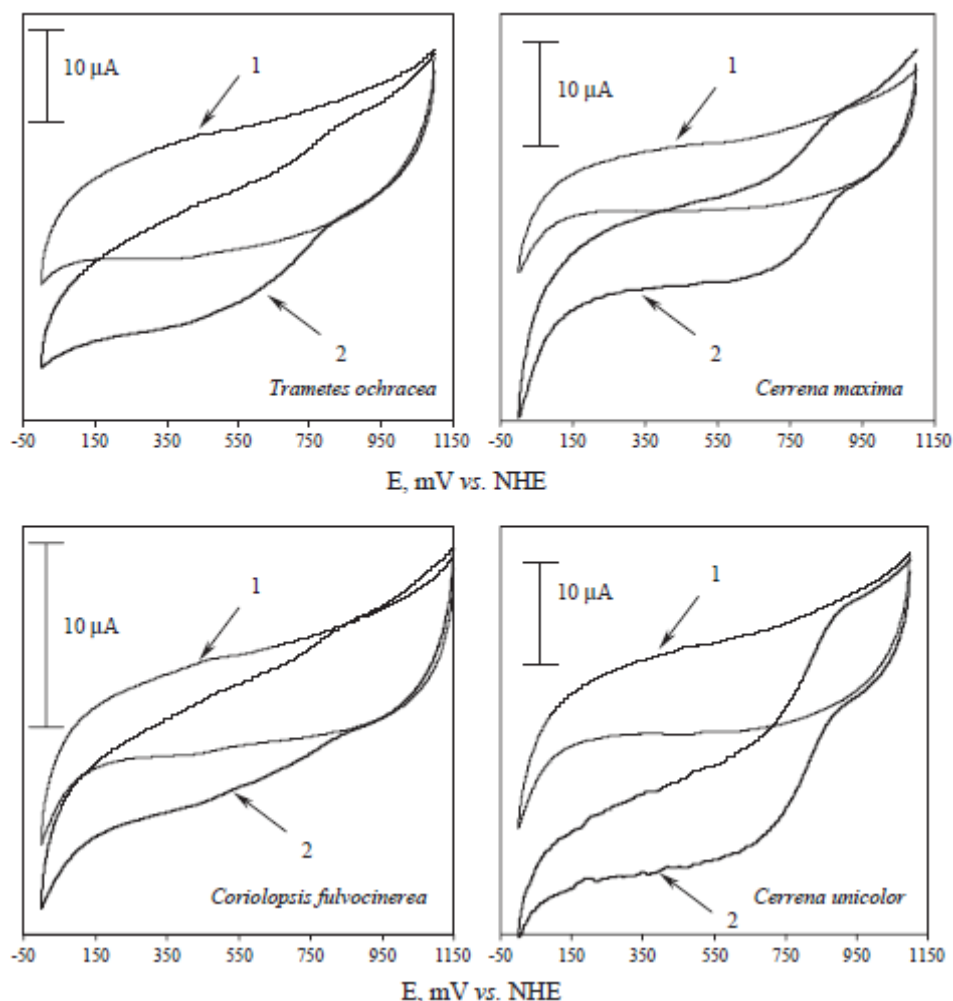 10 μA
1
2
Trametes ochracea
-50 150 350 550 750 950 1150
10 μA
1
2
Cerrena maxima
-50 150 350 550 750 950 1150
E, mV vs. NHE
10 μA
1
2
Coriolopsis fulvocinerea
-50 150 350 550 750 950 1150
10 μA
1
2
Cerrena unicolor
-50 150 350 550 750 950 1150
E, mV vs. NHE